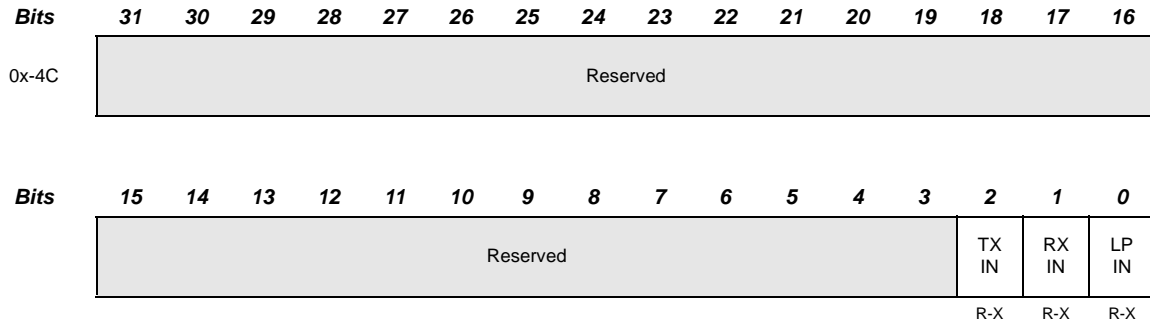 Bits 31 30 29 28 27 26 25 24 23 22 21 20 19 18 17 16
0x-4C Reserved
Bits 15 14 13 12 11 10 9 8 7 6 5 4 3 2 1 0
Reserved
TX IN
RX IN
LP IN
R-X R-X R-X